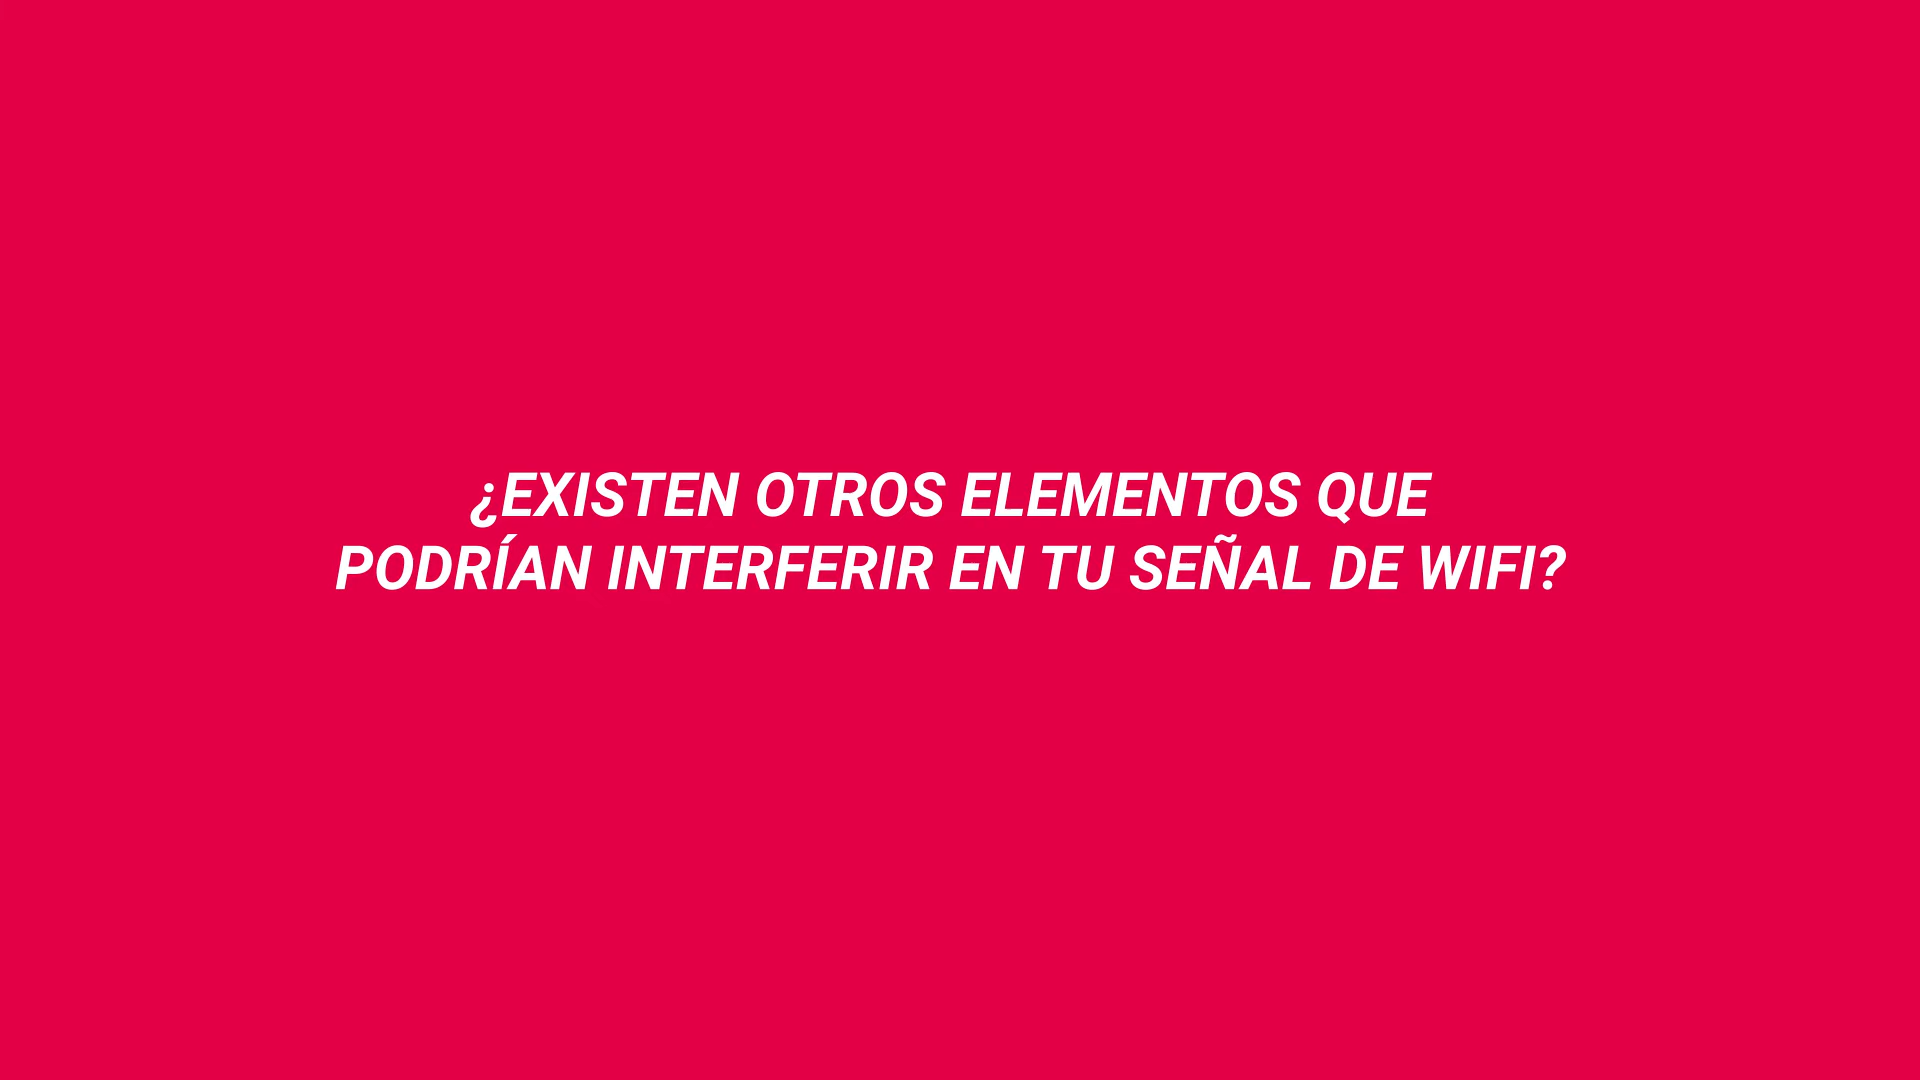 ¿EXISTEN OTROS ELEMENTOS QUE
PODRÍAN INTERFERIR EN TU SEÑAL DE WIFI?